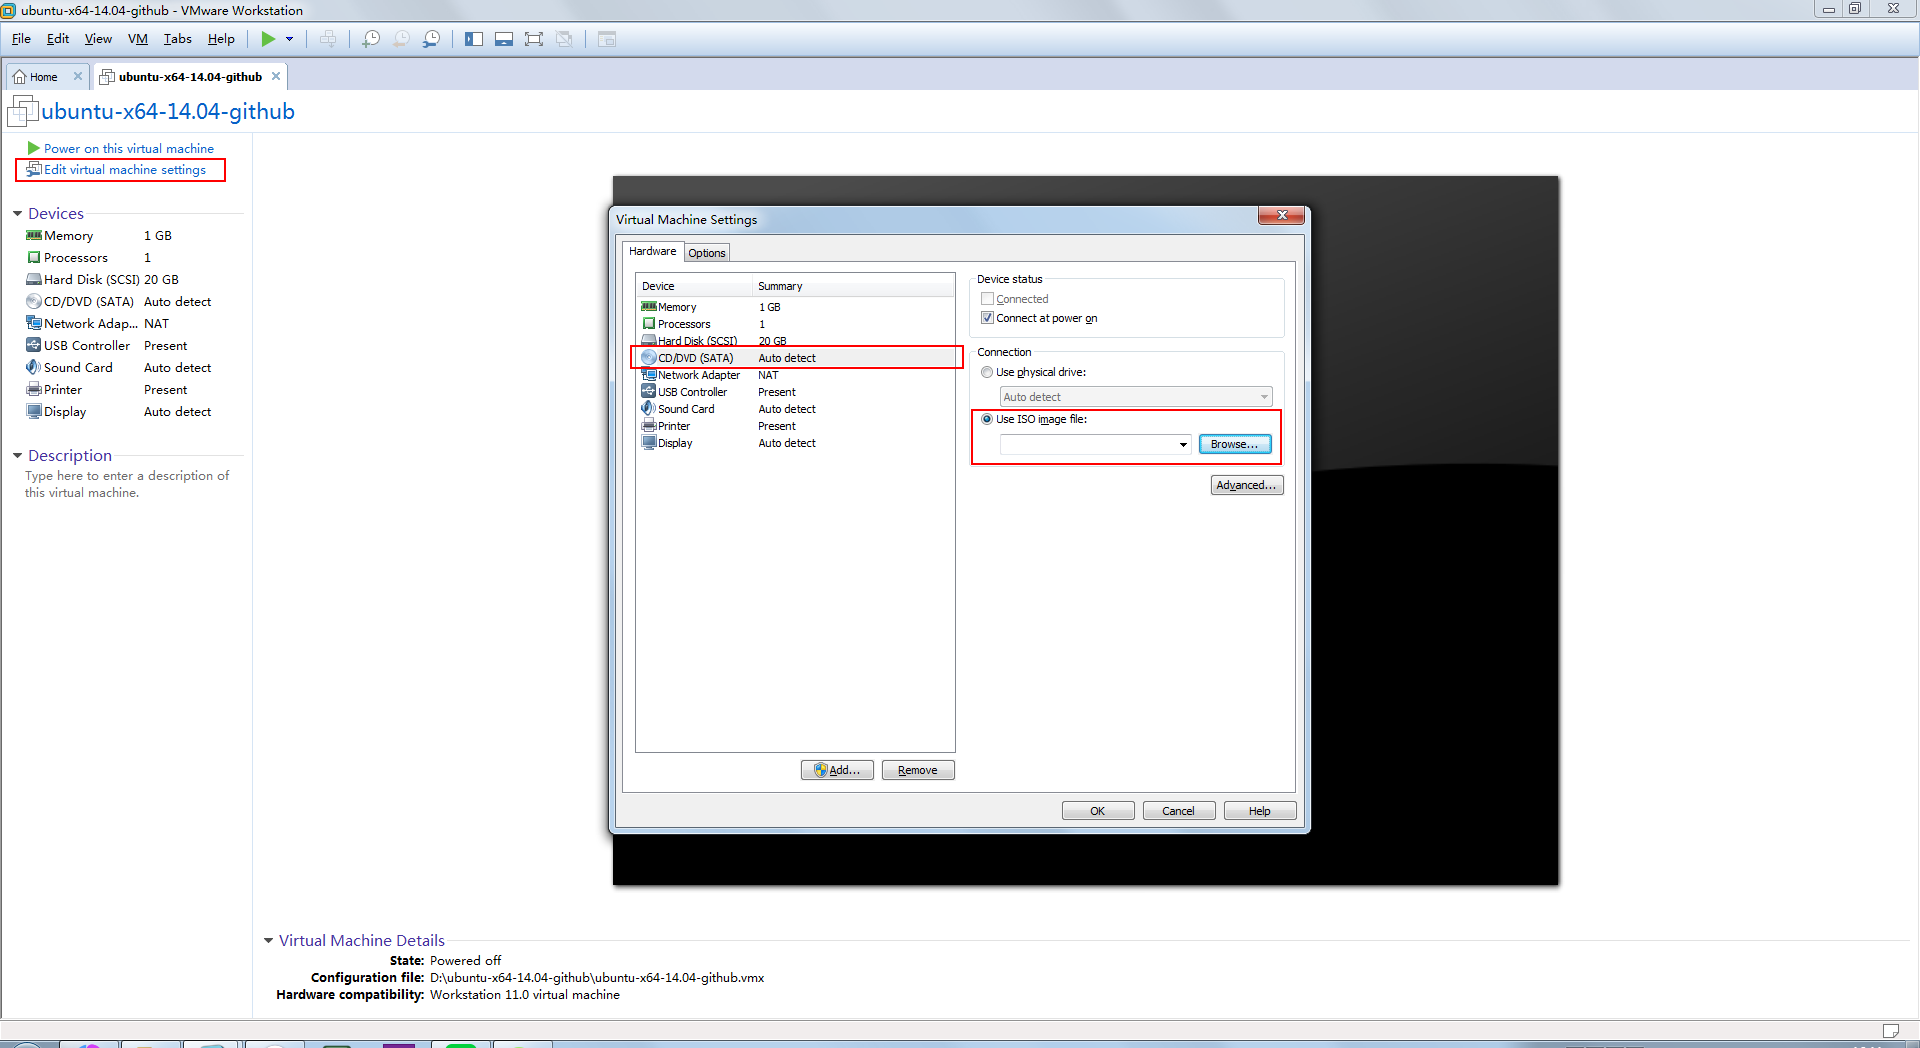 ubuntu-x64-14.04-github - VMware Workstation
File Edit View VM Tabs Help
Home ubuntu-x64-14.04-github
ubuntu-x64-14.04-github
Power on this virtual machine
Edit virtual machine settings
Devices
Memory 1 GB
Processors 1
Hard Disk (SCSI) 20 GB
CD/DVD (SATA) Auto detect
Network Adap... NAT
USB Controller Present
Sound Card Auto detect
Printer Present
Display Auto detect
Description
Type here to enter a description of
this virtual machine.
Virtual Machine Settings
Hardware Options
Device Summary
Memory 1 GB
Processors 1
Hard Disk (SCSI) 20 GB
CD/DVD (SATA) Auto detect
Network Adapter NAT
USB Controller Present
Sound Card Auto detect
Printer Present
Display Auto detect
Add... Remove
Device status
Connected
Connect at power on
Connection
Use physical drive:
Auto detect
Use ISO image file:
Browse...
Advanced...
OK Cancel Help
Virtual Machine Details
State: Powered off
Configuration file: D:\ubuntu-x64-14.04-github\ubuntu-x64-14.04-github.vmx
Hardware compatibility: Workstation 11.0 virtual machine